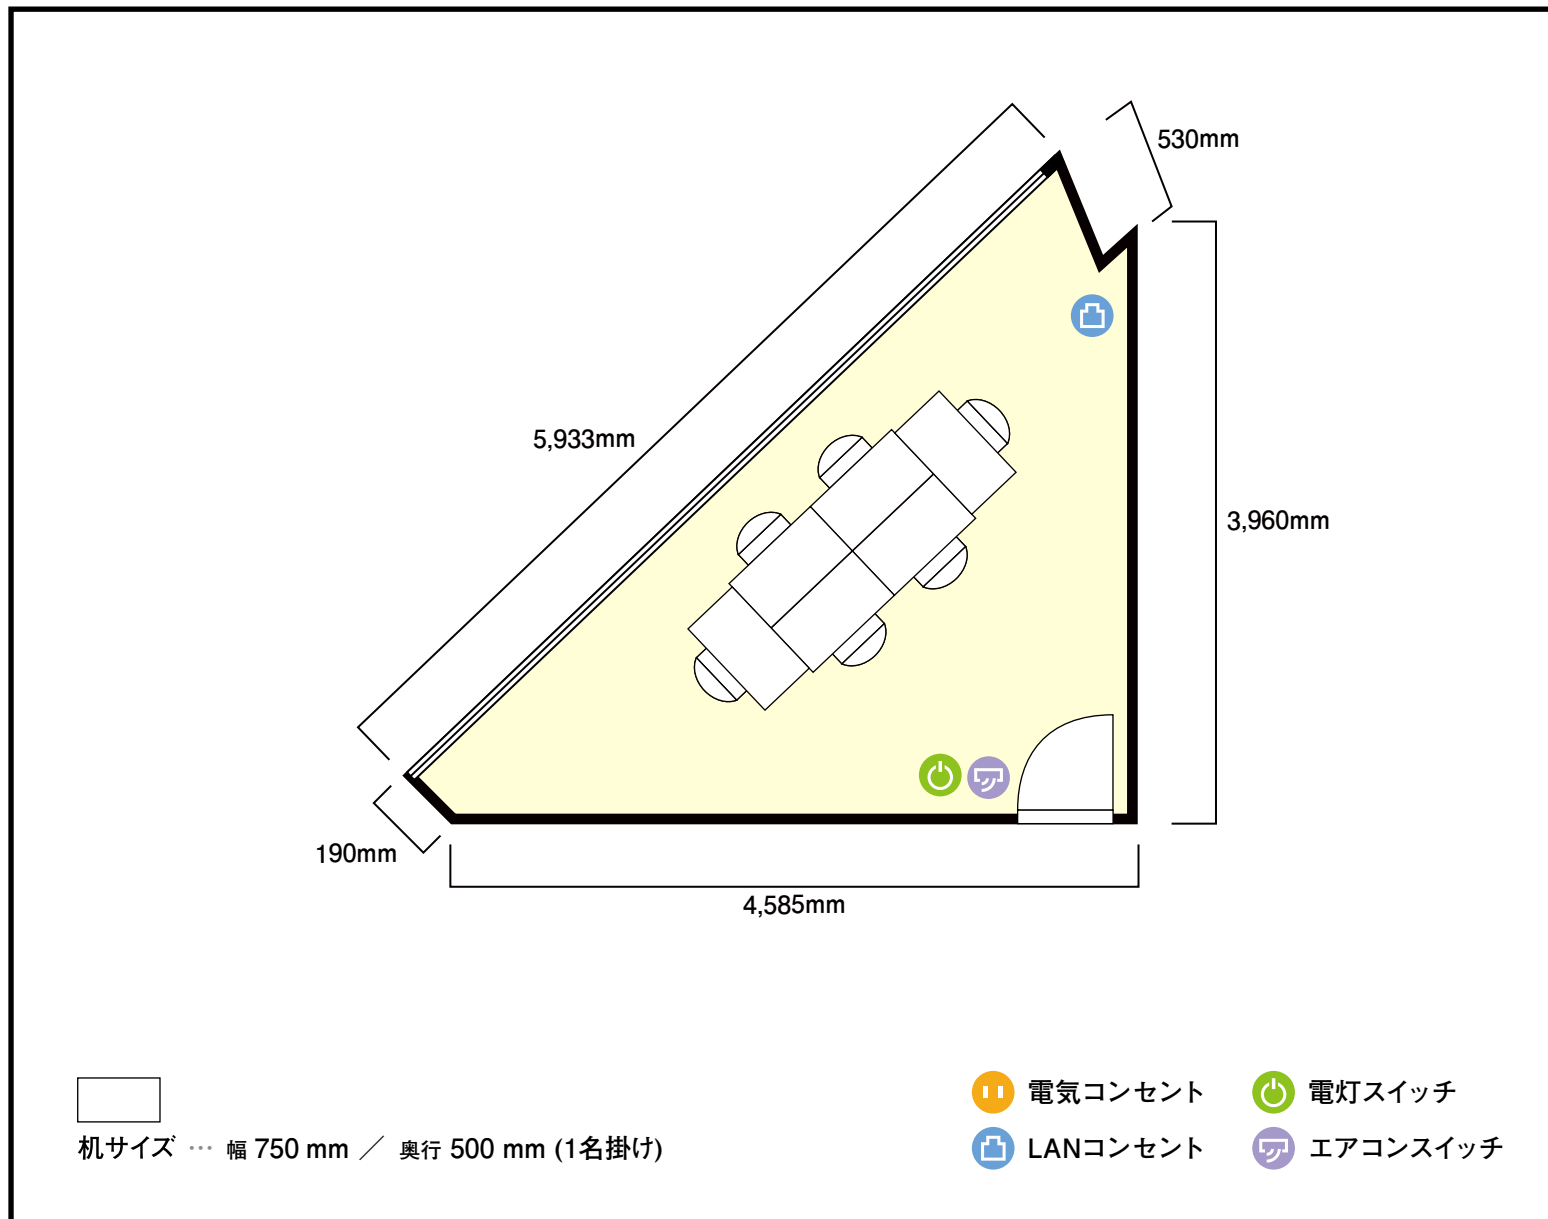 530mm
5,933mm
3,960mm
190mm
4,585mm
電気コンセント
電灯スイッチ
机サイズ … 幅 750 mm ／ 奥行 500 mm (1名掛け)
LANコンセント
エアコンスイッチ